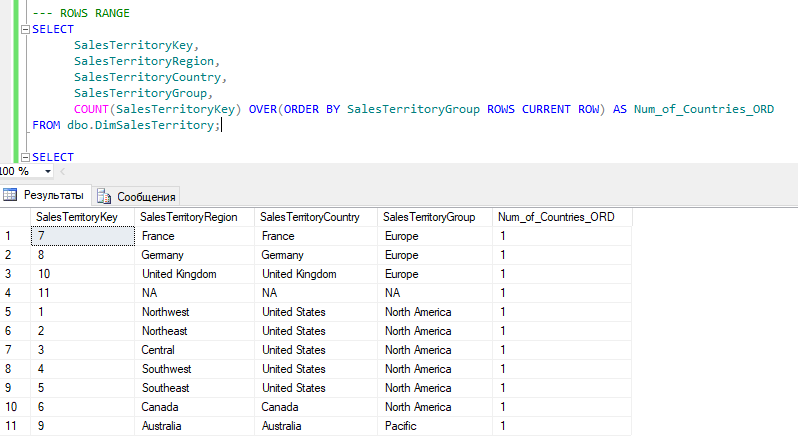 --- ROWS RANGE
SELECT
SalesTerritoryKey,
SalesTerritoryRegion,
SalesTerritoryCountry,
SalesTerritoryGroup,
COUNT(SalesTerritoryKey) OVER(ORDER BY SalesTerritoryGroup ROWS CURRENT ROW) AS Num_of_Countries_ORD
FROM dbo.DimSalesTerritory;
SELECT
100 %
Результаты Сообщения
SalesTerritoryKey SalesTerritoryRegion SalesTerritoryCountry SalesTerritoryGroup Num_of_Countries_ORD
1 7 France France Europe 1
2 8 Germany Germany Europe 1
3 10 United Kingdom United Kingdom Europe 1
4 11 NA NA NA 1
5 1 Northwest United States North America 1
6 2 Northeast United States North America 1
7 3 Central United States North America 1
8 4 Southwest United States North America 1
9 5 Southeast United States North America 1
10 6 Canada Canada North America 1
11 9 Australia Australia Pacific 1